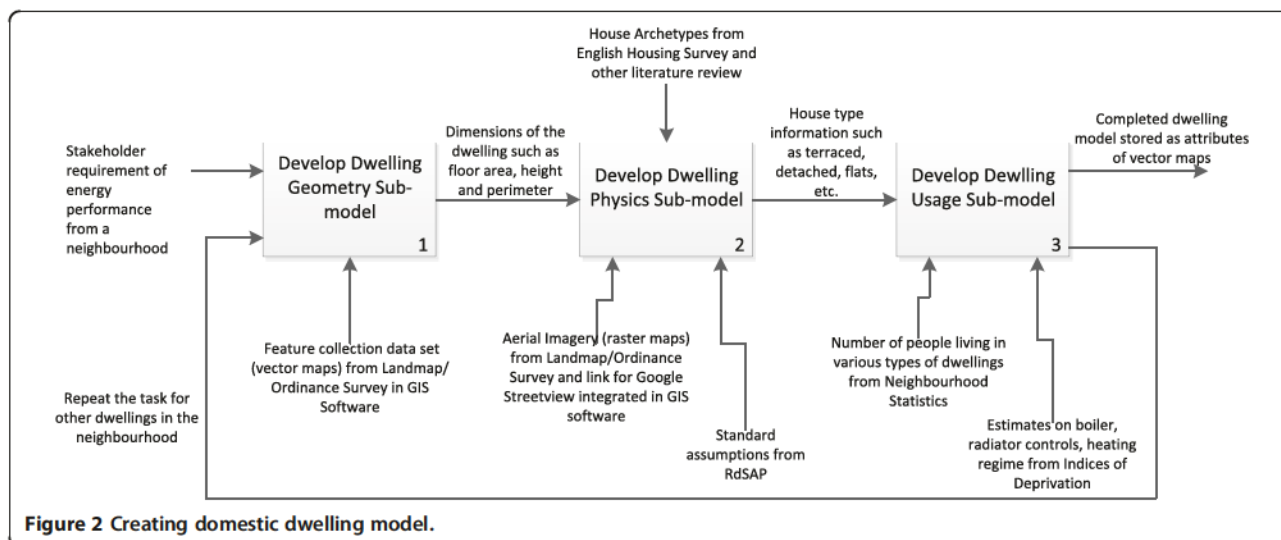 House Archetypes from
English Housing Survey and
other literature review
Stakeholder
requirement of
energy
performance
from a
neighbourhood
Develop Dwelling
Geometry Sub-
model
1
Dimensions of the
dwelling such as
floor area, height
and perimeter
Develop Dwelling
Physics Sub-model
2
House type
information such
as terraced,
detached, flats,
etc.
Develop Dewlling
Usage Sub-model
3
Completed dwelling
model stored as attributes
of vector maps
Feature collection data set
(vector maps) from Landmap/
Ordinance Survey in GIS
Software
Aerial Imagery (raster maps)
from Landmap/Ordinance
Survey and link for Google
Streetview integrated in GIS
software
Standard
assumptions from
RdSAP
Number of people living in
various types of dwellings
from Neighbourhood
Statistics
Estimates on boiler,
radiator controls, heating
regime from Indices of
Deprivation
Repeat the task for
other dwellings in the
neighbourhood
Figure 2 Creating domestic dwelling model.